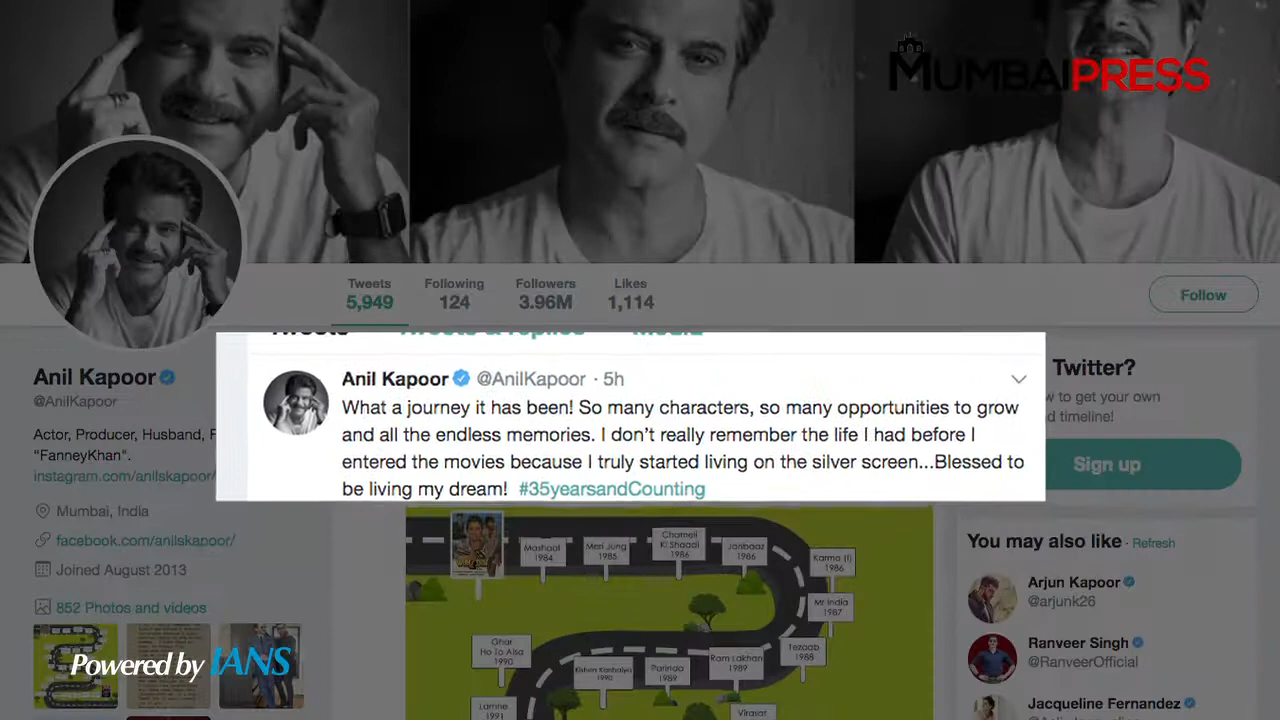 MUMBAIPRESS
Tweets
5,949
Following
124
Followers
3.96M
Likes
1,114
Follow
Tweets
Tweets & replies
Media
Anil Kapoor
@AnilKapoor
Actor, Producer, Husband, F
"FanneyKhan".
instagram.com/anilskapoor/
Mumbai, India
facebook.com/anilskapoor/
Joined August 2013
852 Photos and videos
Anil Kapoor @AnilKapoor · 5h
What a journey it has been! So many characters, so many opportunities to grow
and all the endless memories. I don't really remember the life I had before I
entered the movies because I truly started living on the silver screen...Blessed to
be living my dream! #35yearsandCounting
Twitter?
w to get your own
d timeline!
Sign up
Mashaal
1984
Meri Jung
1985
Chameli
Ki Shaadi
1986
Janbaaz
1986
Karma (I)
1986
Mr India
1987
Tezaab
1988
Ram Lakhan
1989
Parinda
1989
Kishen Kanhaiya
1990
Ghar
Ho To Aisa
1990
Lamhe
1991
Virasat
You may also like · Refresh
Arjun Kapoor
@arjunk26
Ranveer Singh
@RanveerOfficial
Jacqueline Fernandez
Powered by IANS